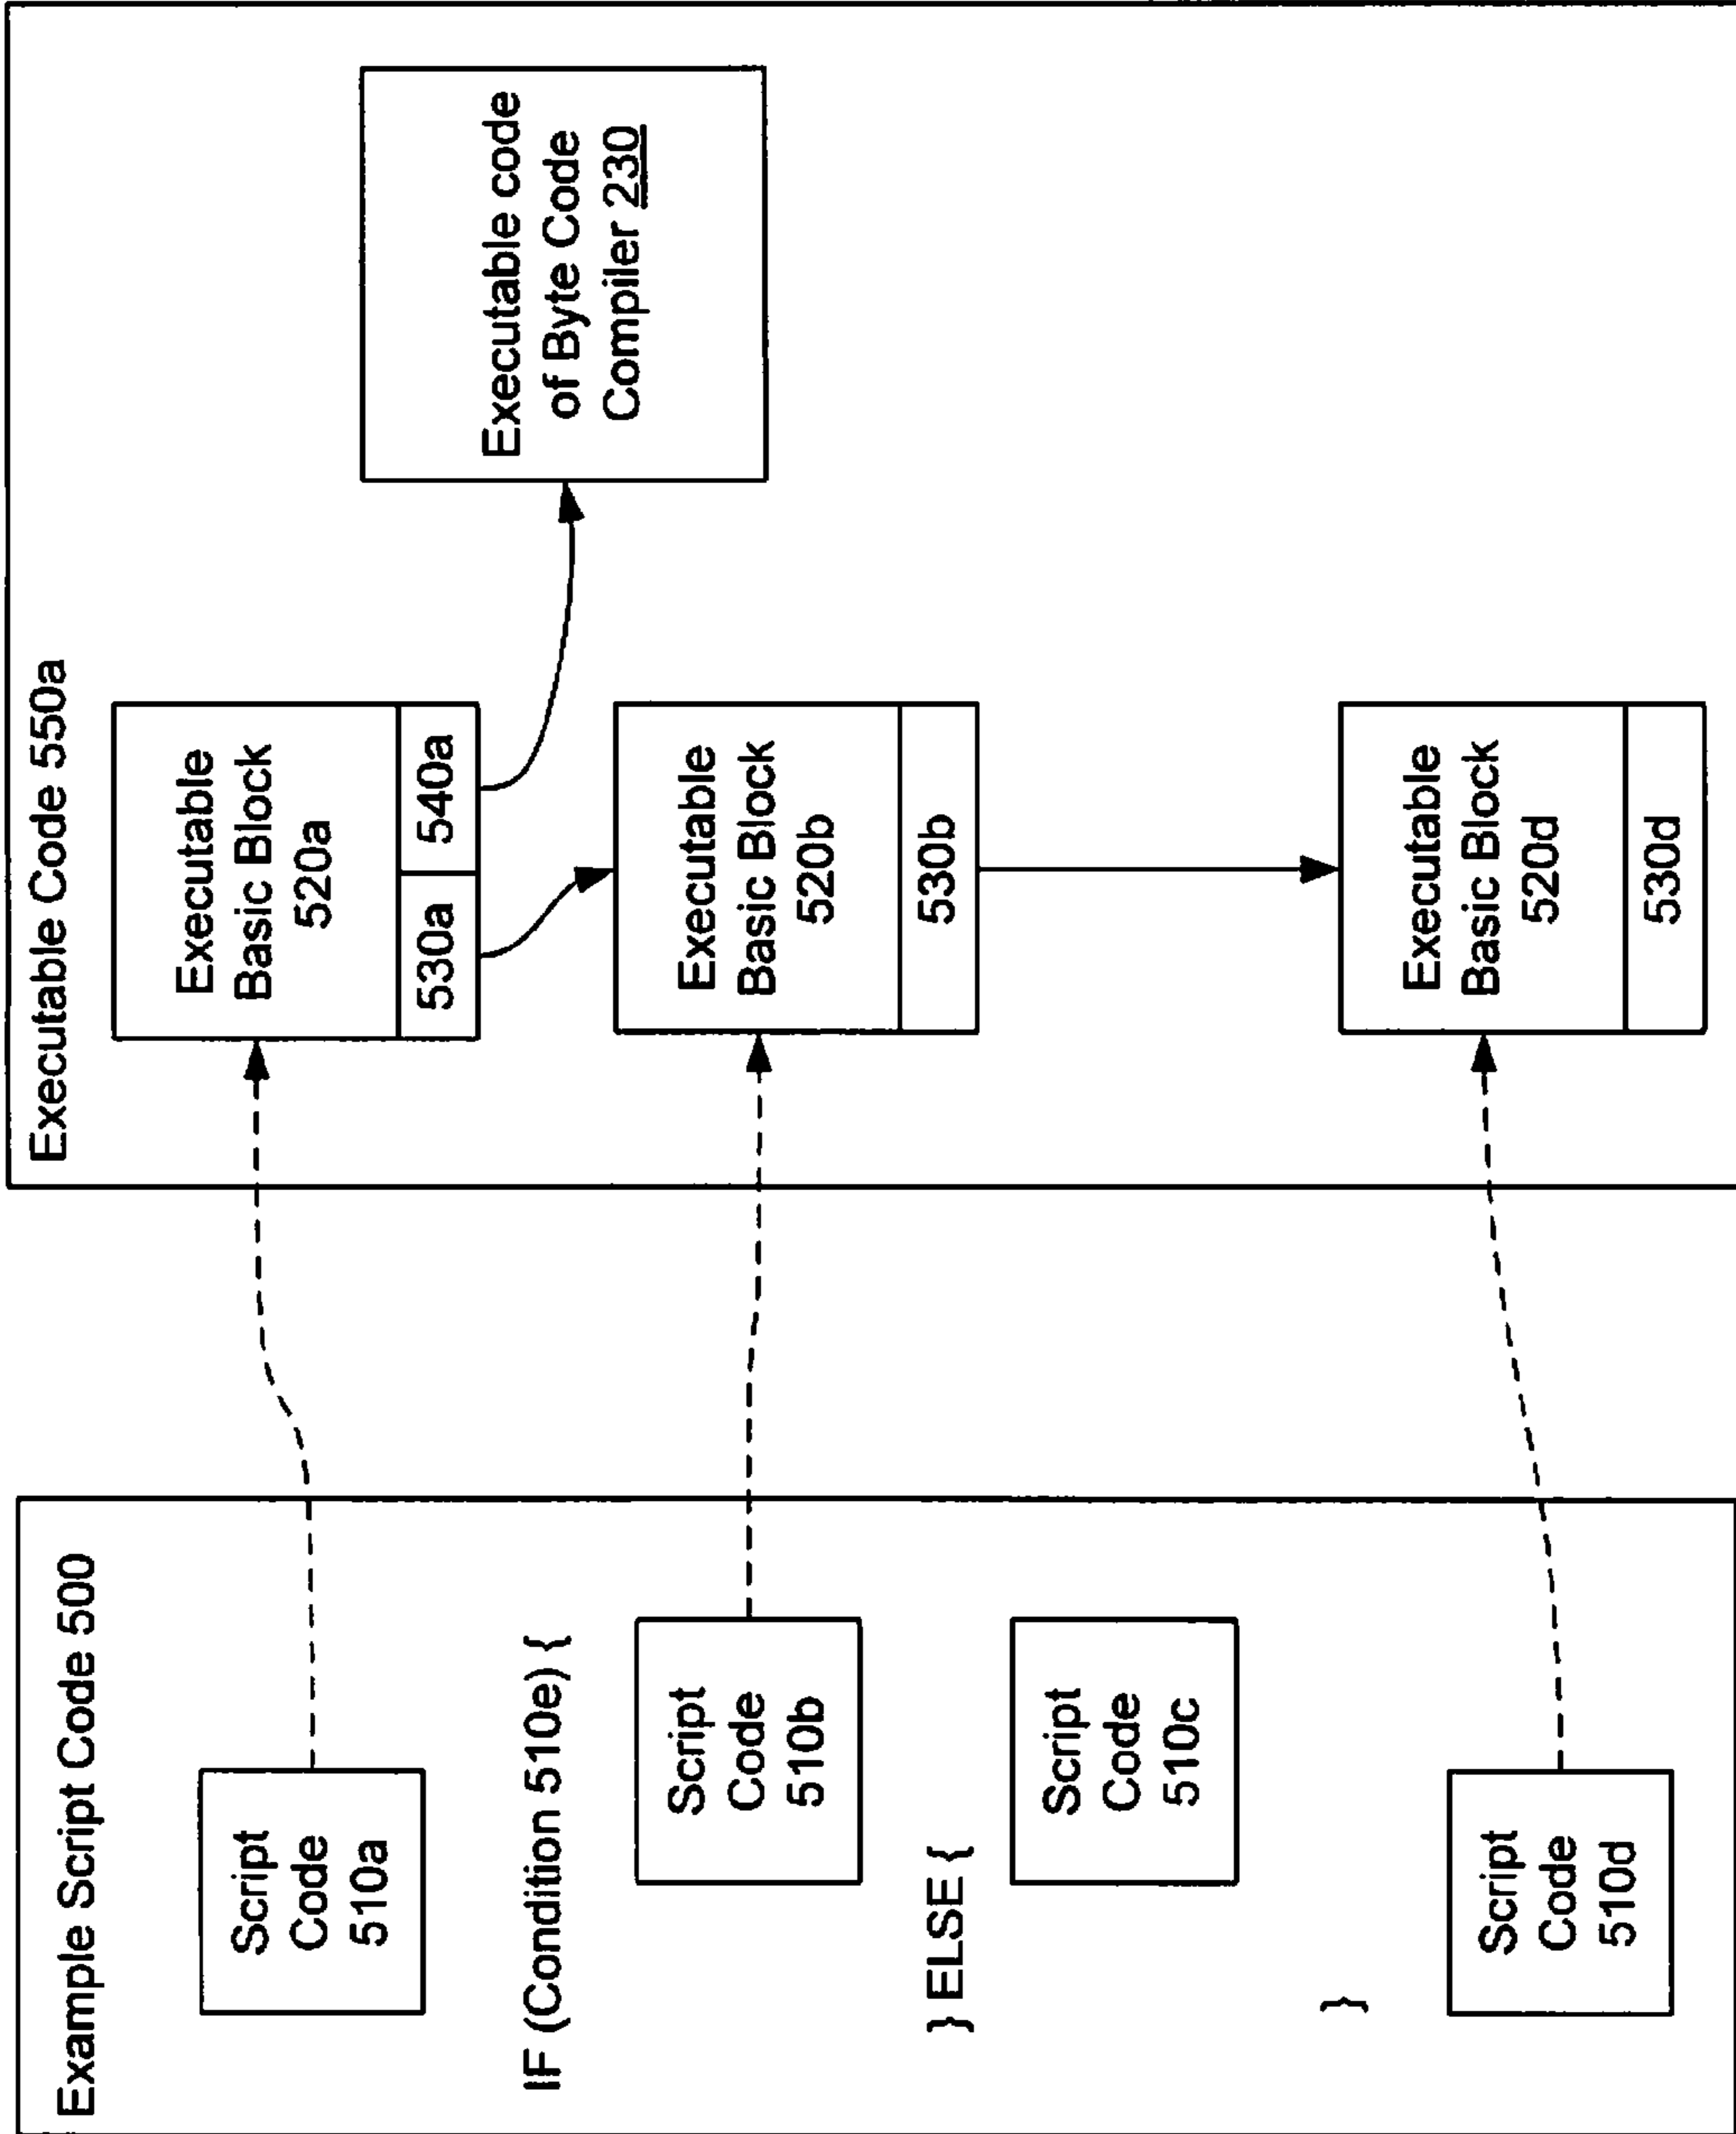 Example Script Code 500
Script
Code
510a
IF (Condition 510e) {
Script
Code
510b
} ELSE {
Script
Code
510c
}
Script
Code
510d
Executable Code 550a
Executable
Basic Block
520a
530a
540a
Executable code
of Byte Code
Compiler 230
Executable
Basic Block
520b
530b
Executable
Basic Block
520d
530d